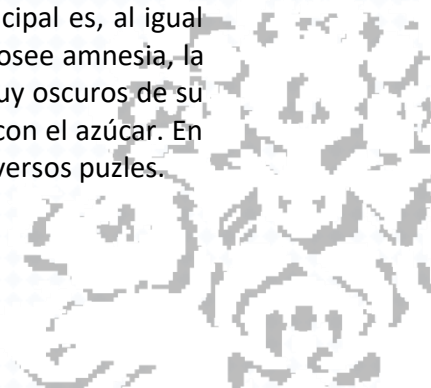 cipal es, al igual
osee amnesia, la
uy oscuros de su
con el azúcar. En
versos puzles.